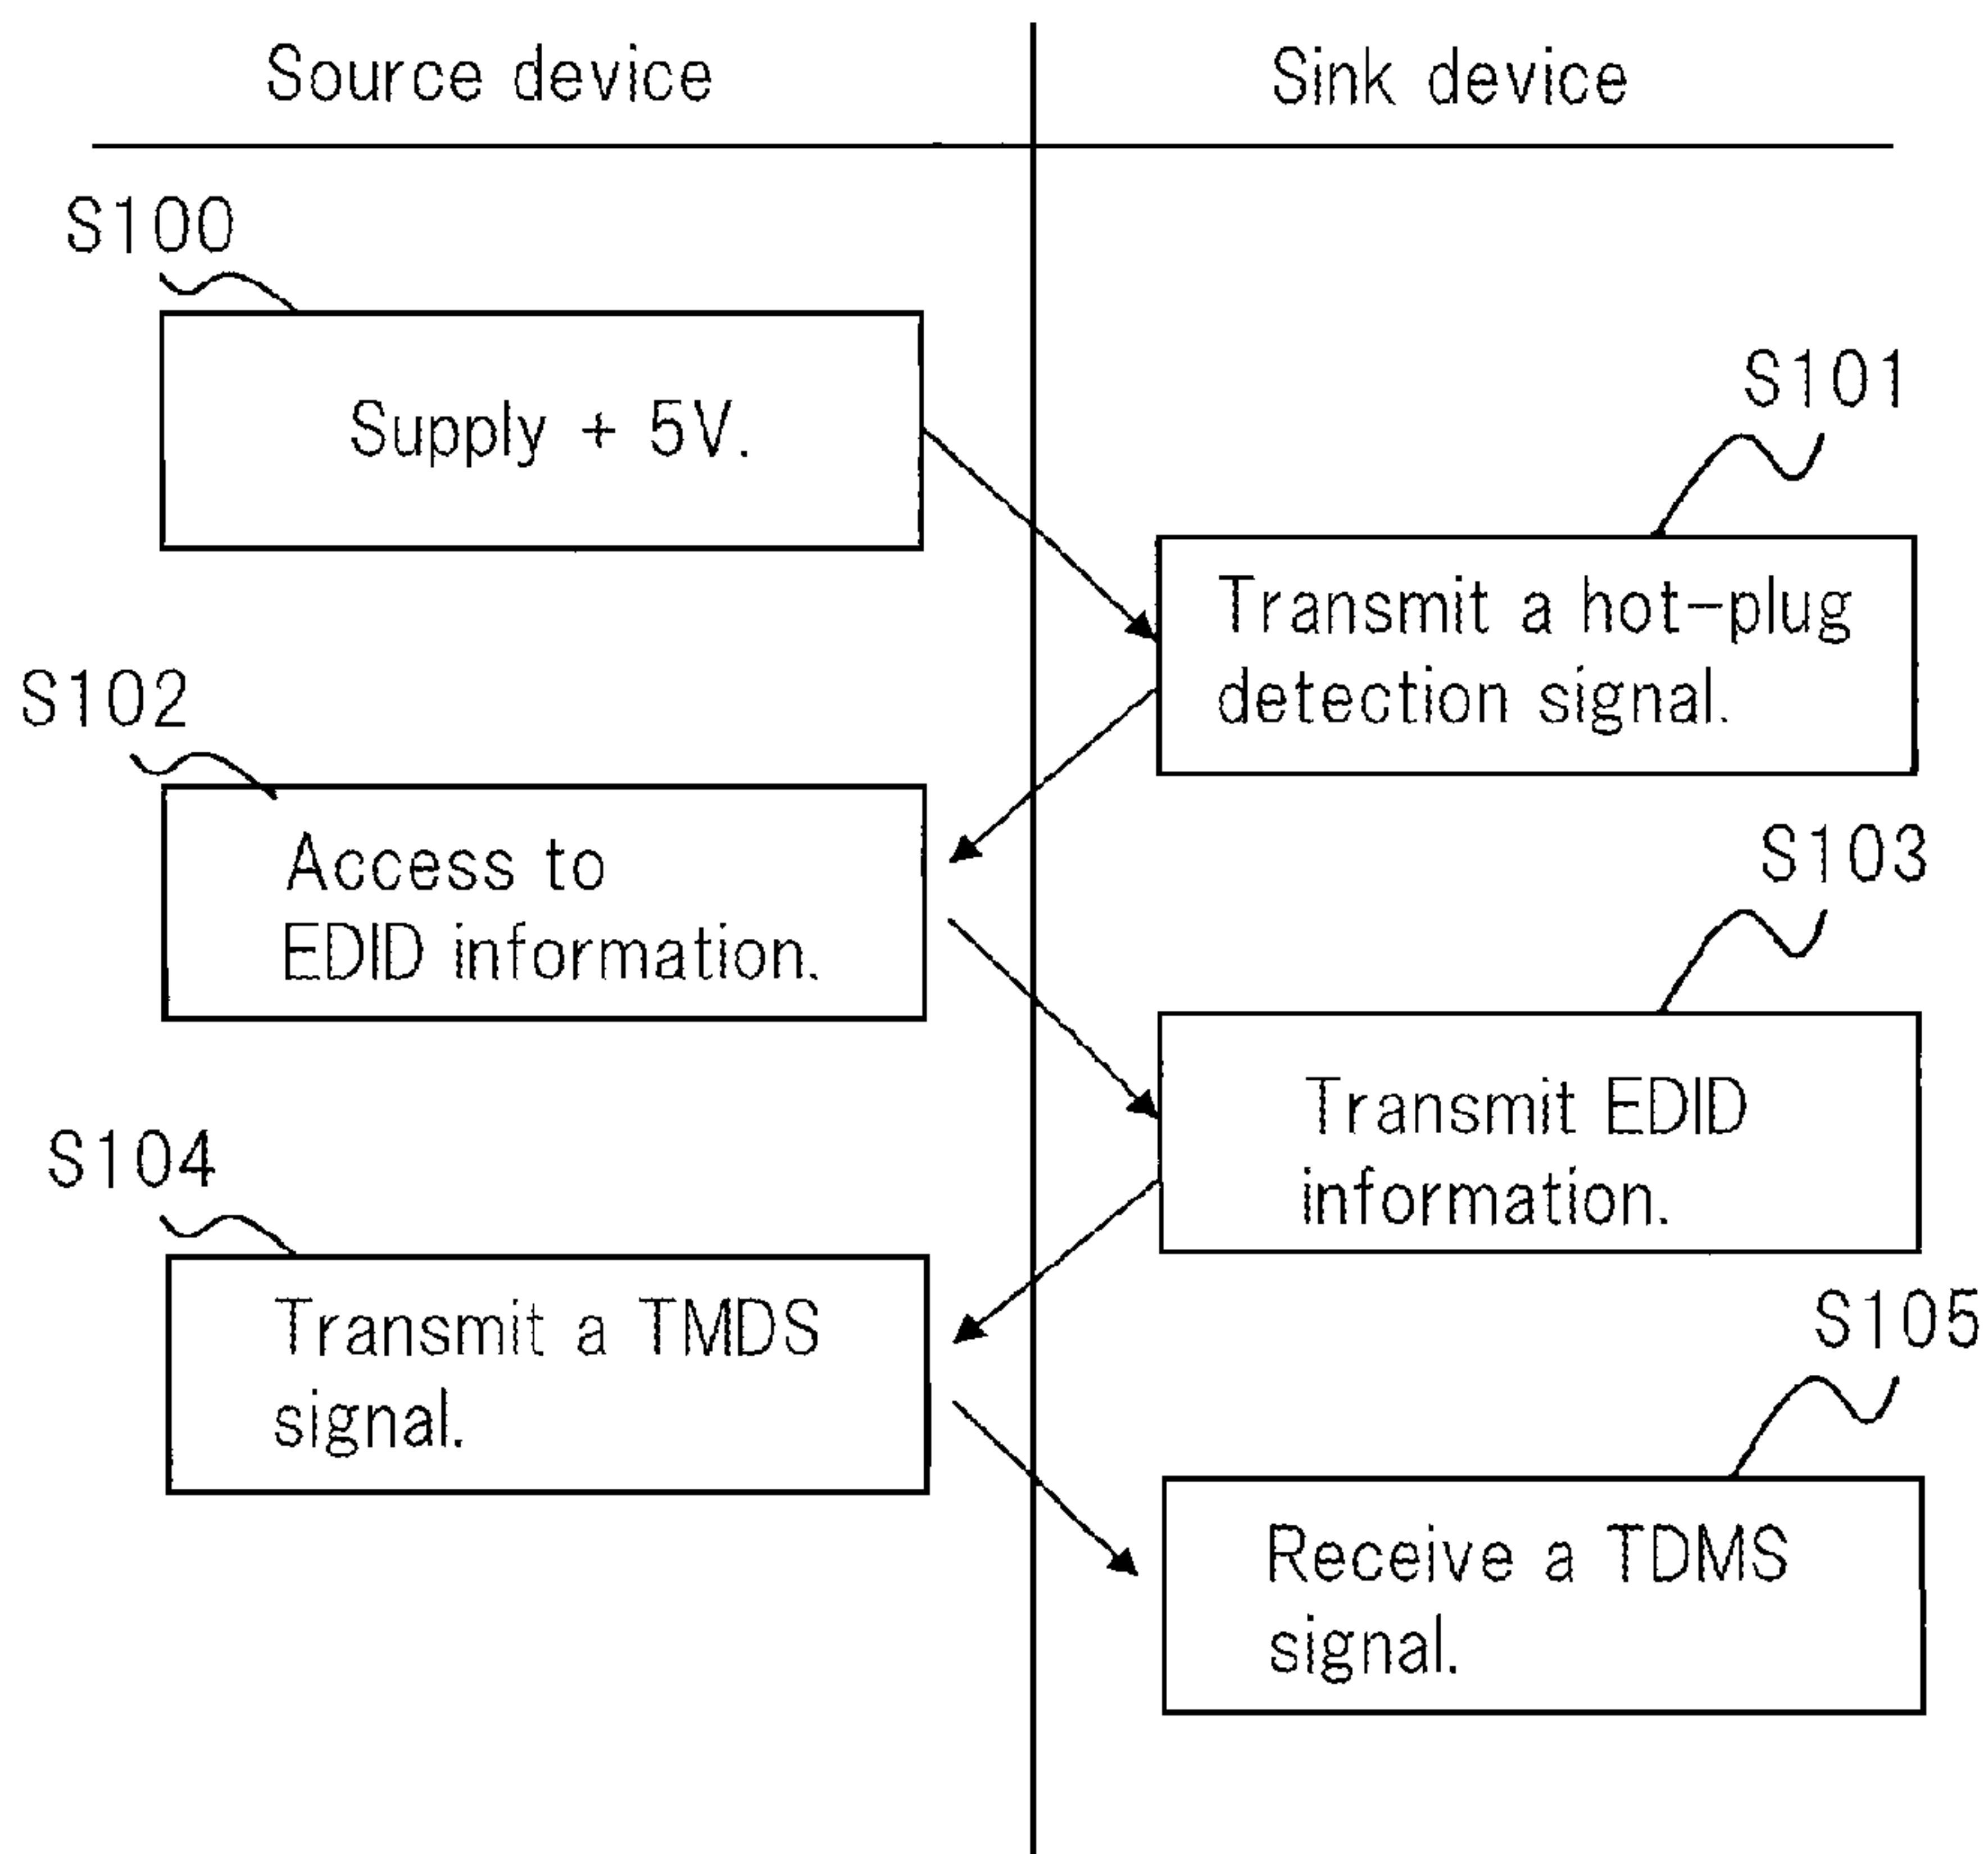 Source device
Sink device
S100
Supply + 5V.
S101
Transmit a hot-plug
detection signal.
S102
Access to
EDID information.
S103
Transmit EDID
information.
S104
Transmit a TMDS
signal.
S105
Receive a TDMS
signal.